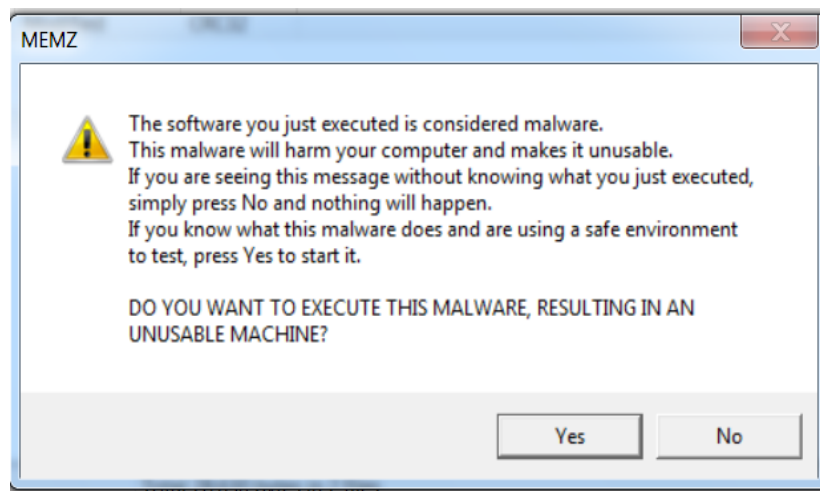 MEMZ
The software you just executed is considered malware.
This malware will harm your computer and makes it unusable.
If you are seeing this message without knowing what you just executed,
simply press No and nothing will happen.
If you know what this malware does and are using a safe environment
to test, press Yes to start it.
DO YOU WANT TO EXECUTE THIS MALWARE, RESULTING IN AN
UNUSABLE MACHINE?
Yes No